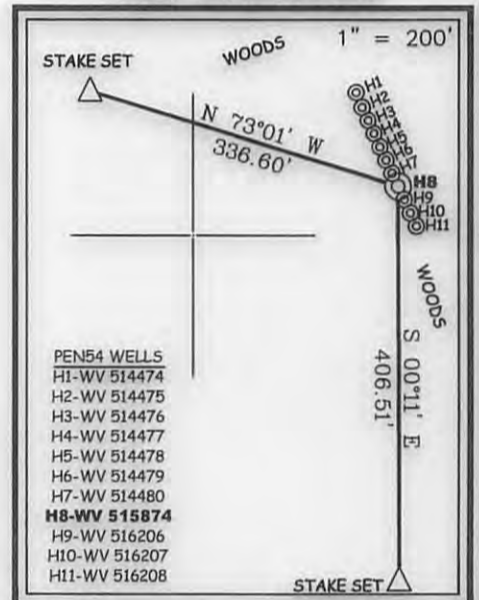 WOODS
1" = 200'
STAKE SET
N 73°01' W
336.60'
H1
H2
H3
H4
H5
H6
H7
H8
H9
H10
H11
WOODS
S 00°11' E
406.51'
PEN54 WELLS
H1-WV 514474
H2-WV 514475
H3-WV 514476
H4-WV 514477
H5-WV 514478
H6-WV 514479
H7-WV 514480
H8-WV 515874
H9-WV 516206
H10-WV 516207
H11-WV 516208
STAKE SET